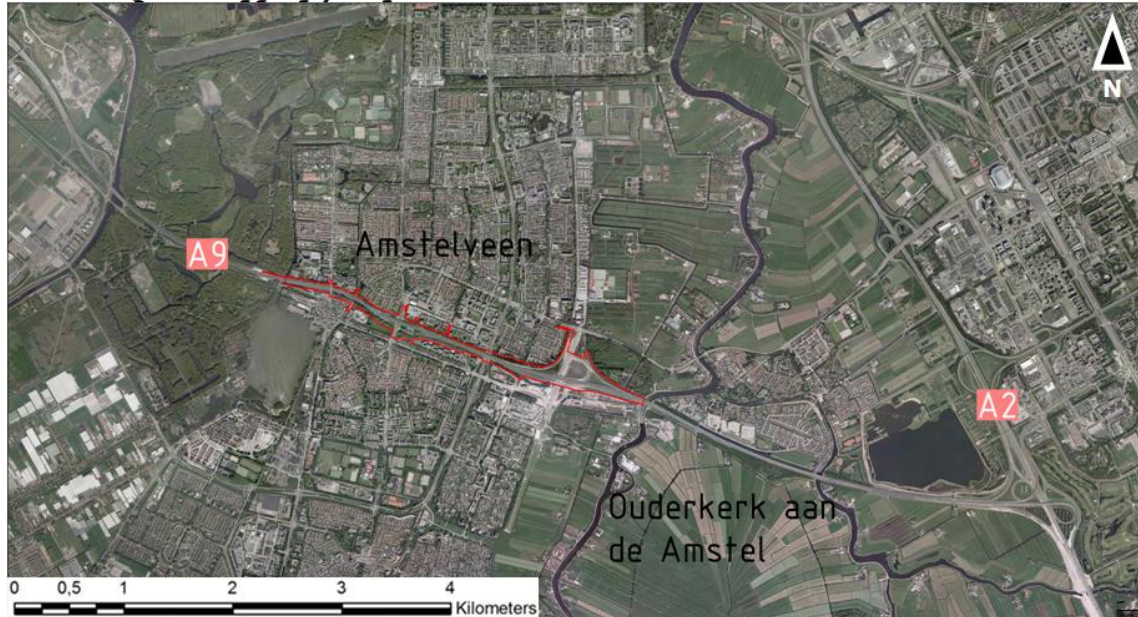 N
A9
Amstelveen
A2
Ouderkerk aan
de Amstel
0 0,5 1 2 3 4
Kilometers